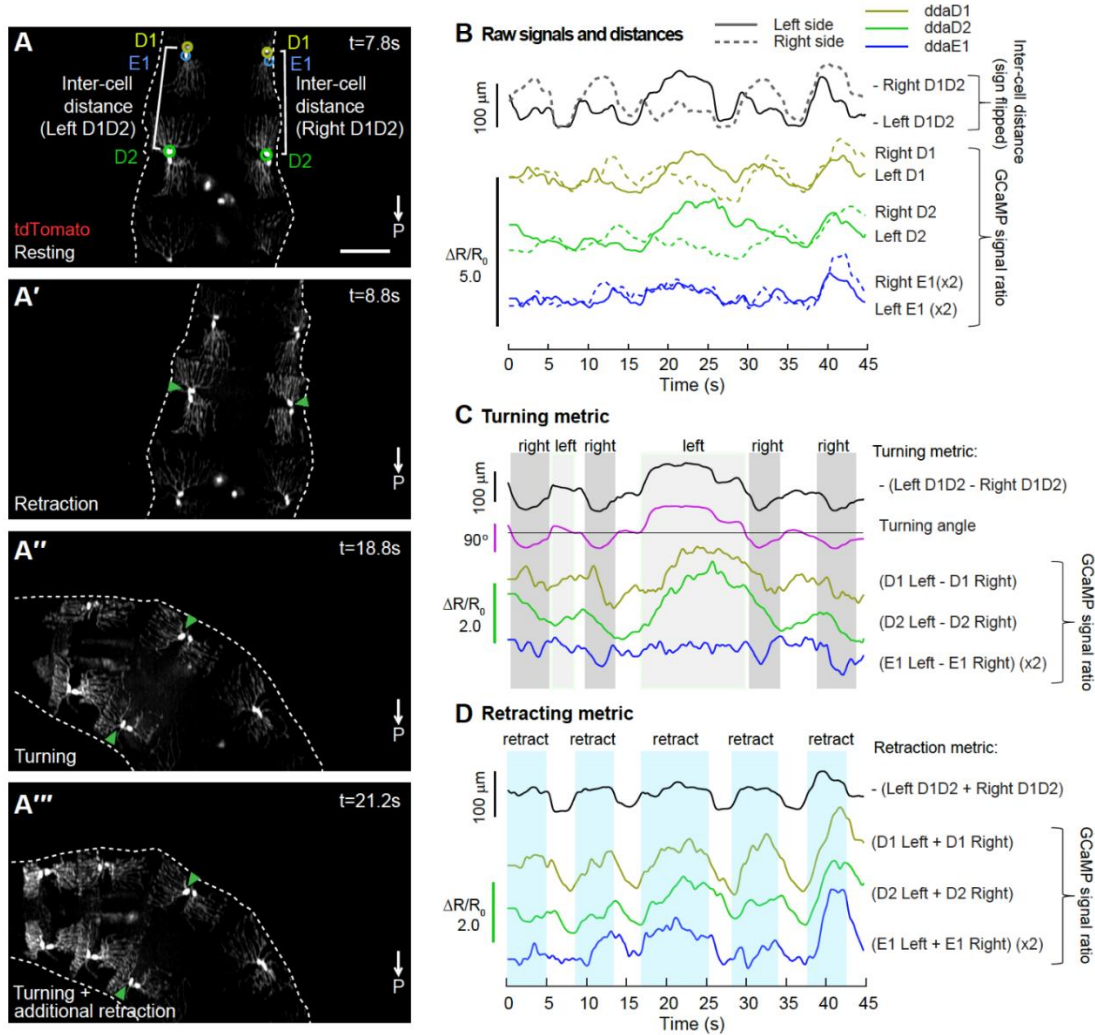 A
D1
E1
D1
E1
t=7.8s
Inter-cell
distance
(Left D1D2)
Inter-cell
distance
(Right D1D2)
D2
D2
tdTomato
Resting
P
A′
t=8.8s
Retraction
P
A″
t=18.8s
Turning
P
A‴
t=21.2s
Turning +
additional retraction
P
B Raw signals and distances
Left side
Right side
ddaD1
ddaD2
ddaE1
100 µm
- Right D1D2
- Left D1D2
Inter-cell distance
(sign flipped)
Right D1
Left D1
Right D2
Left D2
ΔR/R0
5.0
Right E1(x2)
Left E1 (x2)
GCaMP signal ratio
0 5 10 15 20 25 30 35 40 45
Time (s)
C Turning metric
right left right left right right
Turning metric:
100 µm
- (Left D1D2 - Right D1D2)
90°
Turning angle
(D1 Left - D1 Right)
ΔR/R0
2.0
(D2 Left - D2 Right)
(E1 Left - E1 Right) (x2)
GCaMP signal ratio
D Retracting metric
retract retract retract retract retract
Retraction metric:
100 µm
- (Left D1D2 + Right D1D2)
(D1 Left + D1 Right)
ΔR/R0
2.0
(D2 Left + D2 Right)
(E1 Left + E1 Right) (x2)
GCaMP signal ratio
0 5 10 15 20 25 30 35 40 45
Time (s)